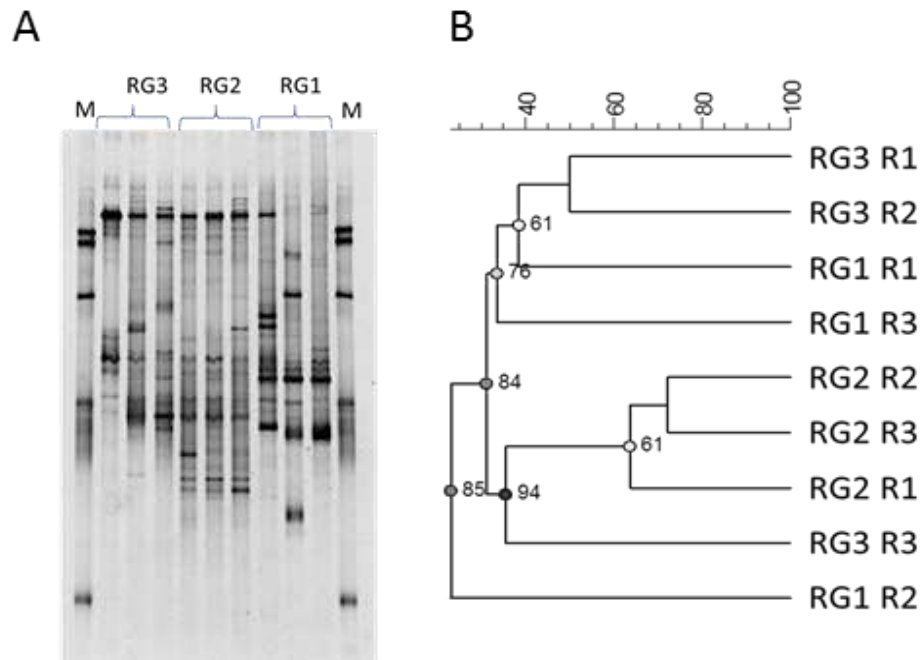 A
M RG3 RG2 RG1 M
B
40 60 80 100
RG3 R1
RG3 R2
61
RG1 R1
76
RG1 R3
RG2 R2
84
RG2 R3
61
RG2 R1
85 94
RG3 R3
RG1 R2